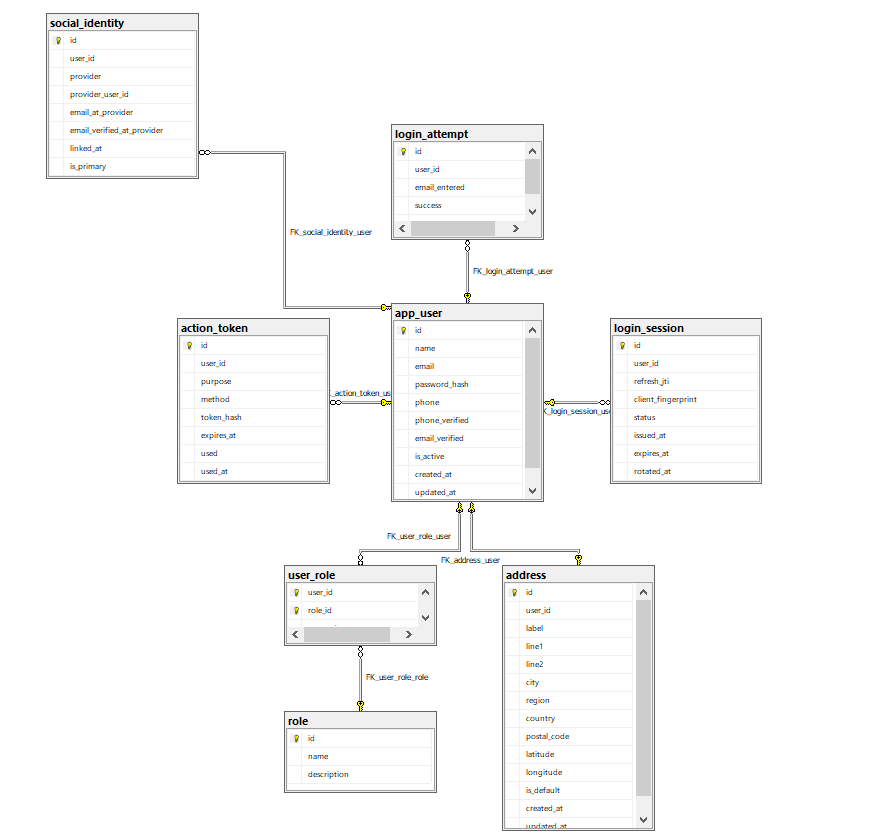 social_identity
id
user_id
provider
provider_user_id
email_at_provider
email_verified_at_provider
linked_at
is_primary
login_attempt
id
user_id
email_entered
success
FK_social_identity_user
FK_login_attempt_user
action_token
id
user_id
purpose
method
token_hash
expires_at
used
used_at
_action_token_us
app_user
id
name
email
password_hash
phone
phone_verified
email_verified
is_active
created_at
updated_at
login_session
id
user_id
refresh_jti
client_fingerprint
status
issued_at
expires_at
rotated_at
K_login_session_use
FK_user_role_user
FK_address_user
user_role
user_id
role_id
FK_user_role_role
role
id
name
description
address
id
user_id
label
line1
line2
city
region
country
postal_code
latitude
longitude
is_default
created_at
updated_at